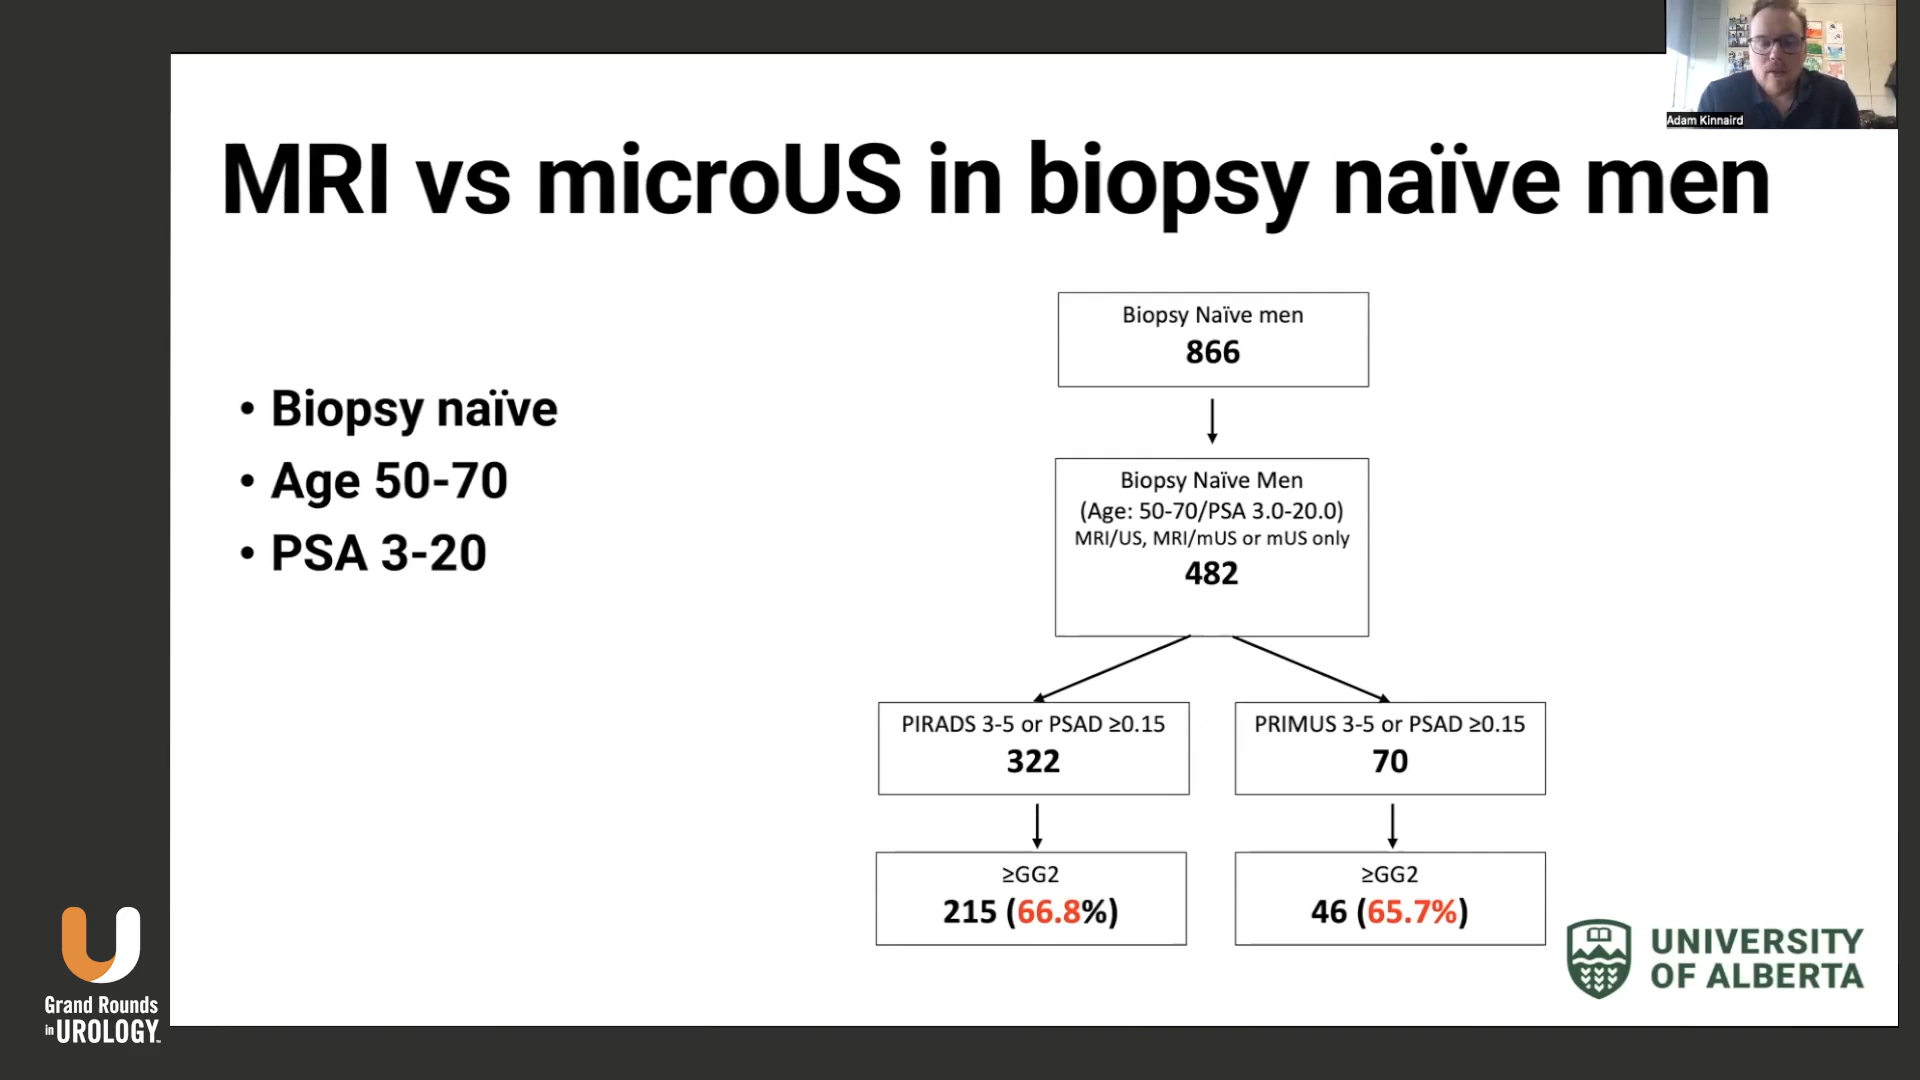 Adam Kinnaird
MRI vs microUS in biopsy naïve men
• Biopsy naïve
• Age 50-70
• PSA 3-20
Biopsy Naïve men
866
Biopsy Naïve Men
(Age: 50-70/PSA 3.0-20.0)
MRI/US, MRI/mUS or mUS only
482
PIRADS 3-5 or PSAD ≥0.15
322
PRIMUS 3-5 or PSAD ≥0.15
70
≥GG2
215 (66.8%)
≥GG2
46 (65.7%)
Grand Rounds
in UROLOGY™
UNIVERSITY
OF ALBERTA